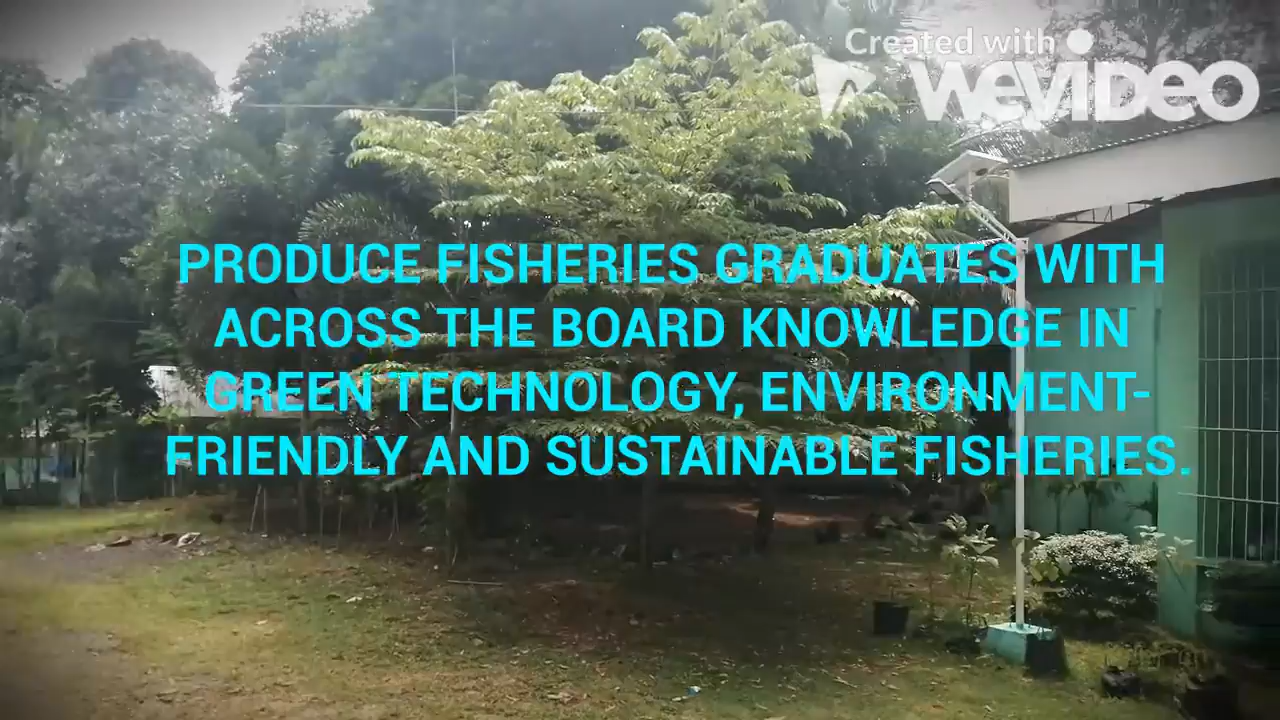 Created with
WEVIDEO
PRODUCE FISHERIES GRADUATES WITH
ACROSS THE BOARD KNOWLEDGE IN
GREEN TECHNOLOGY, ENVIRONMENT-
FRIENDLY AND SUSTAINABLE FISHERIES.